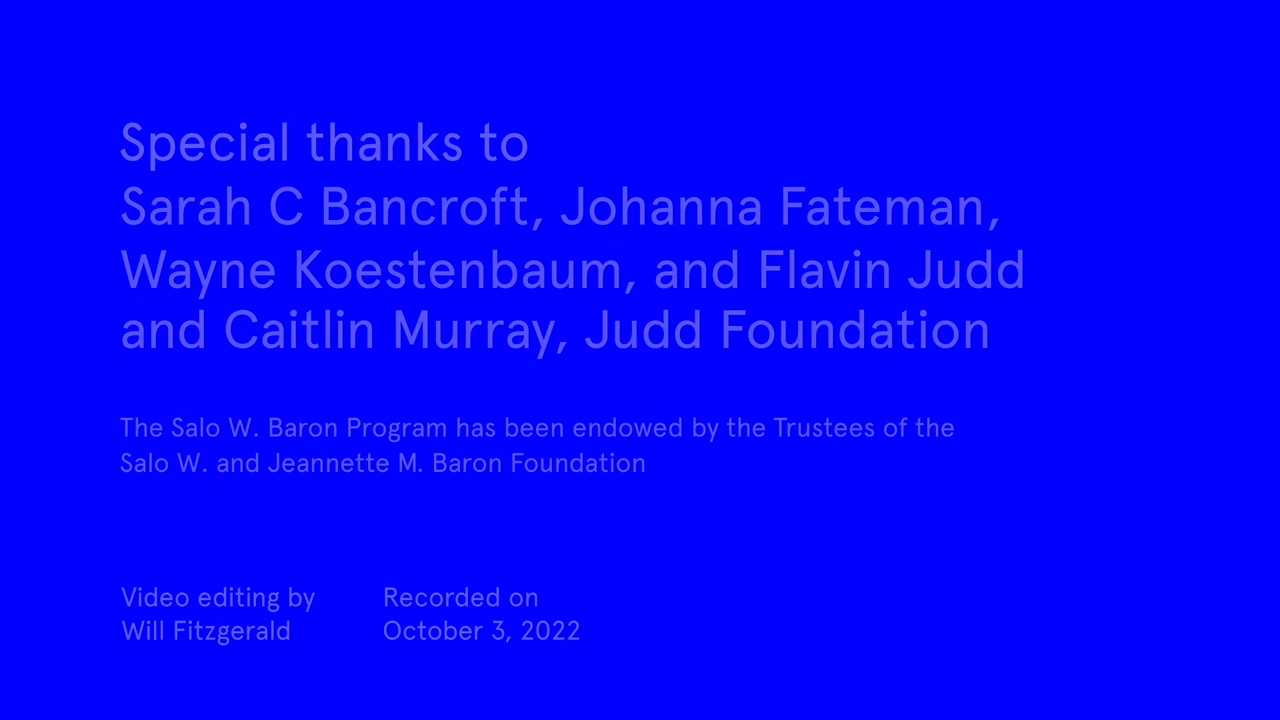 Special thanks to
Sarah C Bancroft, Johanna Fateman,
Wayne Koestenbaum, and Flavin Judd
and Caitlin Murray, Judd Foundation
The Salo W. Baron Program has been endowed by the Trustees of the
Salo W. and Jeannette M. Baron Foundation
Video editing by
Will Fitzgerald
Recorded on
October 3, 2022